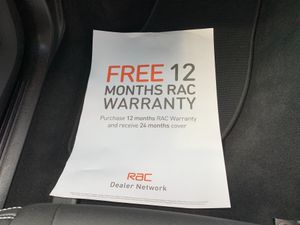 FREE 12
MONTHS RAC
WARRANTY
Purchase 12 months RAC Warranty
and receive 24 months cover
RAC
Dealer Network